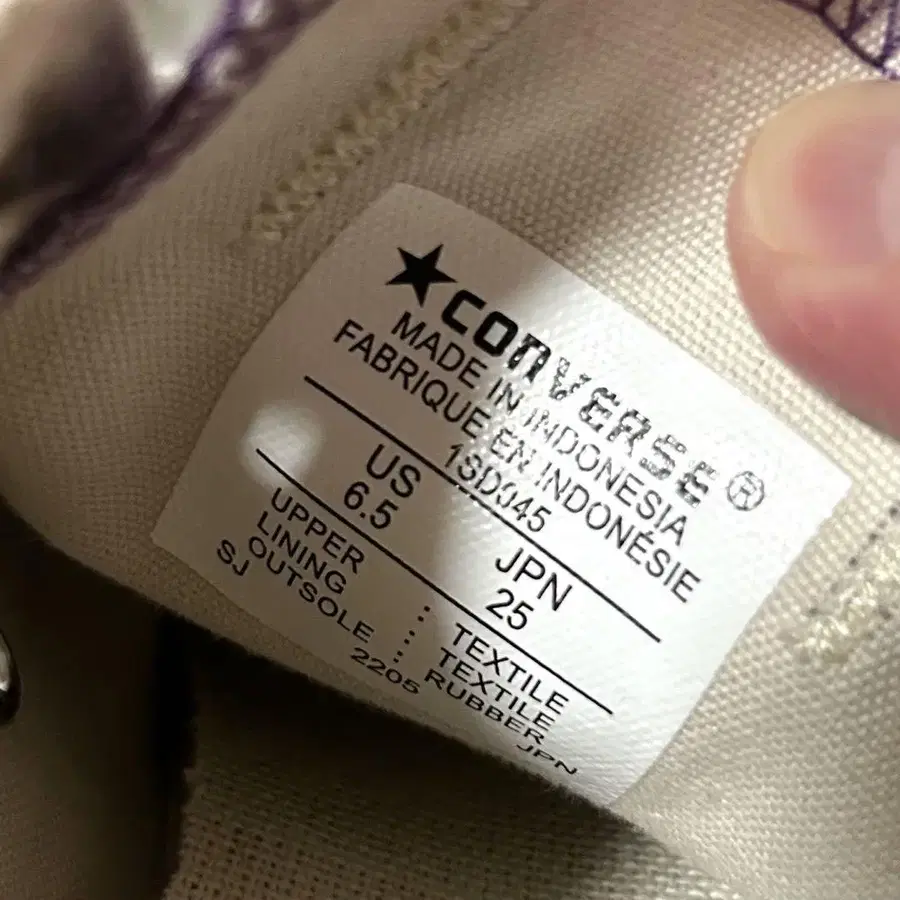 ★CONVERSE®
MADE IN INDONESIA
FABRIQUE EN INDONÉSIE
1SD045
US JPN
6.5 25
UPPER : TEXTILE
LINING : TEXTILE
OUTSOLE : RUBBER
SJ 2205 JPN